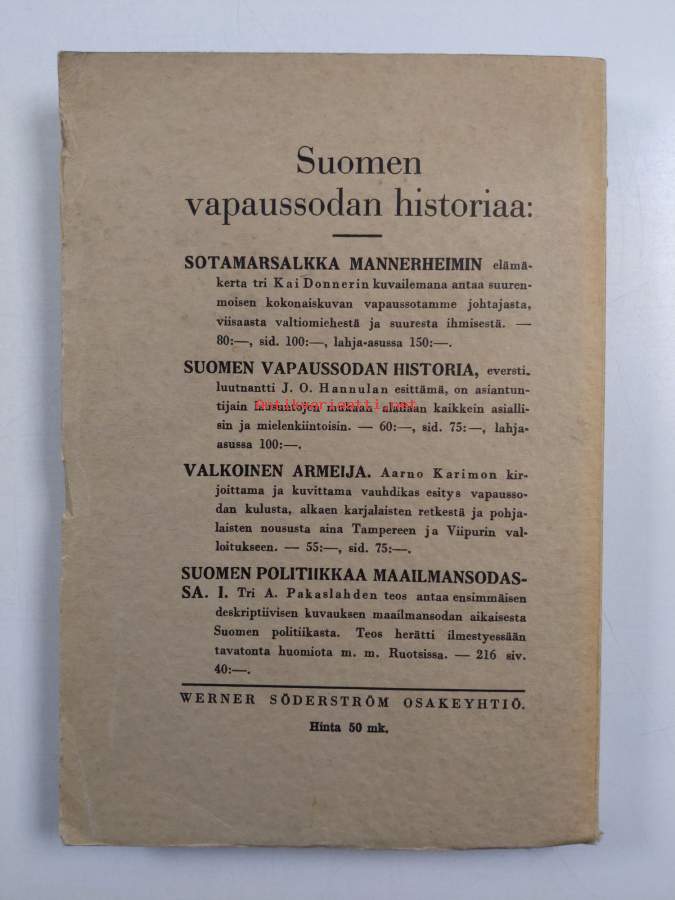 Suomen
vapaussodan historiaa:
SOTAMARSALKKA MANNERHEIMIN elämä-
kerta tri Kai Donnerin kuvailemana antaa suuren-
moisen kokonaiskuvan vapaussotamme johtajasta,
viisaasta valtiomiehestä ja suuresta ihmisestä. —
80:—, sid. 100:—, lahja-asussa 150:—.
SUOMEN VAPAUSSODAN HISTORIA, eversti-
luutnantti J. O. Hannulan esittämä, on asiantun-
tijain lausuntojen mukaan alallaan kaikkein asialli-
sin ja mielenkiintoisin. — 60:—, sid. 75:—, lahja-
asussa 100:—.
VALKOINEN ARMEIJA. Aarno Karimon kir-
joittama ja kuvittama vauhdikas esitys vapausso-
dan kulusta, alkaen karjalaisten retkestä ja pohja-
laisten noususta aina Tampereen ja Viipurin val-
loitukseen. — 55:—, sid. 75:—.
SUOMEN POLITIIKKAA MAAILMANSODAS-
SA. I. Tri A. Pakaslahden teos antaa ensimmäisen
deskriptiivisen kuvauksen maailmansodan aikaisesta
Suomen politiikasta. Teos herätti ilmestyessään
tavatonta huomiota m. m. Ruotsissa. — 216 siv.
40:—.
WERNER SÖDERSTRÖM OSAKEYHTIÖ.
Hinta 50 mk.